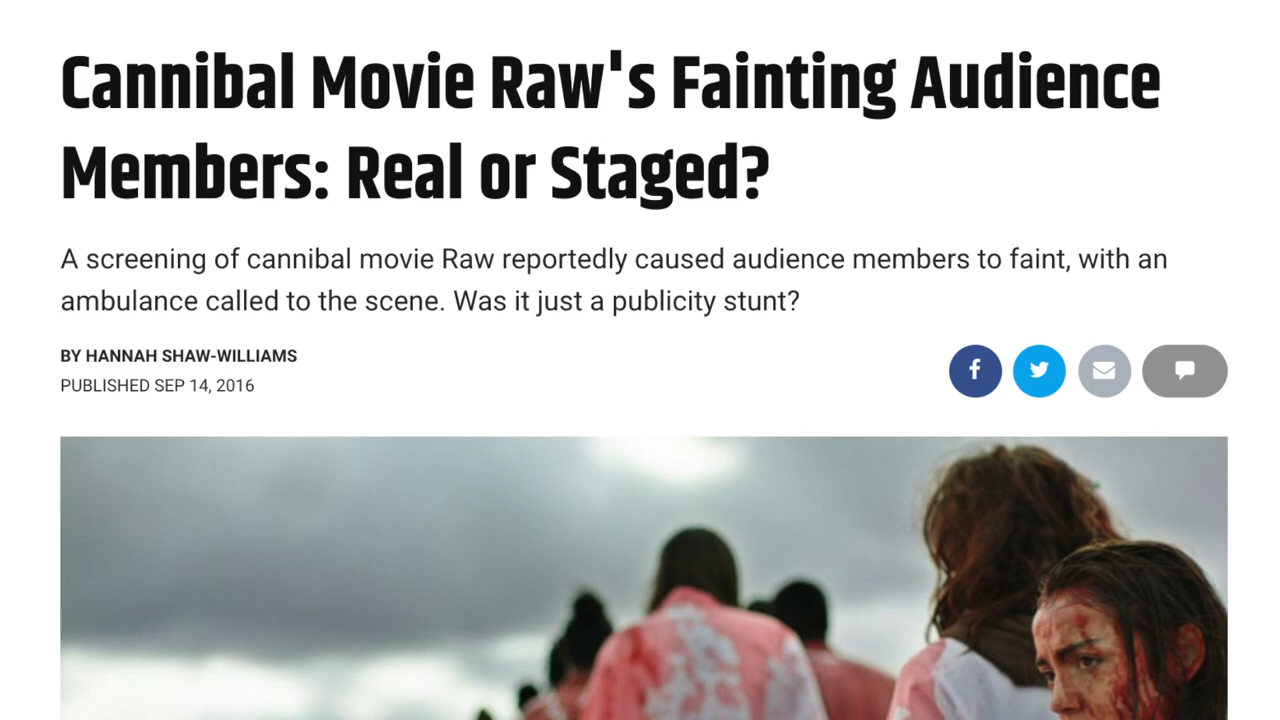 Cannibal Movie Raw's Fainting Audience
Members: Real or Staged?
A screening of cannibal movie Raw reportedly caused audience members to faint, with an
ambulance called to the scene. Was it just a publicity stunt?
BY HANNAH SHAW-WILLIAMS
PUBLISHED SEP 14, 2016